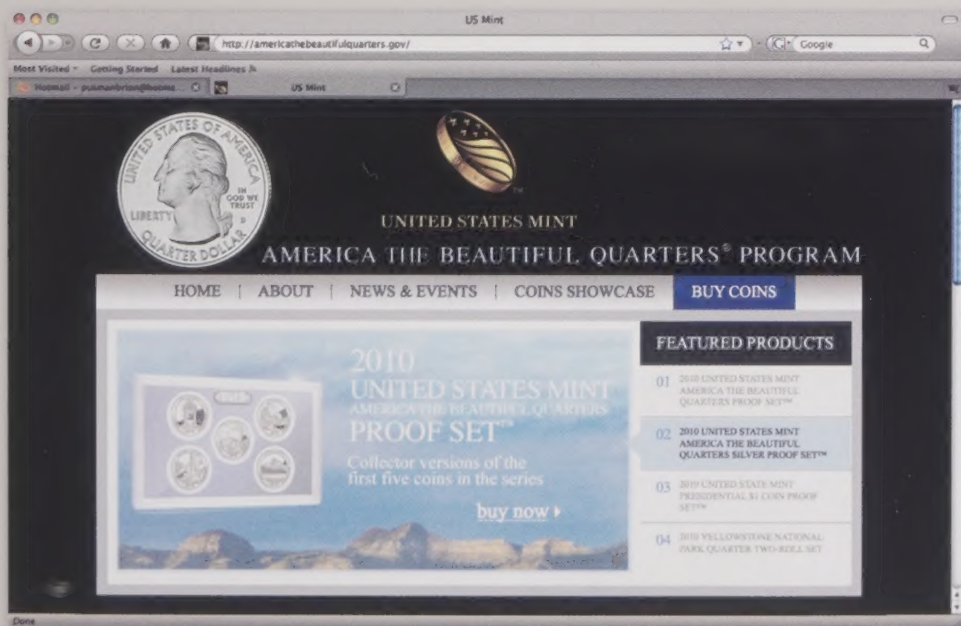 US Mint
http://americathebeautifulquarters.gov/
Google
Most Visited Getting Started Latest Headlines
Hotmail -
US Mint
UNITED STATES OF AMERICA
LIBERTY
IN
GOD WE
TRUST
D
QUARTER DOLLAR
UNITED STATES MINT
AMERICA THE BEAUTIFUL QUARTERS® PROGRAM
HOME | ABOUT | NEWS & EVENTS | COINS SHOWCASE BUY COINS
2010
UNITED STATES MINT
AMERICA THE BEAUTIFUL QUARTERS
PROOF SET™
Collector versions of the
first five coins in the series
buy now
FEATURED PRODUCTS
01 2010 UNITED STATES MINT
AMERICA THE BEAUTIFUL
QUARTERS PROOF SET™
02 2010 UNITED STATES MINT
AMERICA THE BEAUTIFUL
QUARTERS SILVER PROOF SET™
03 2010 UNITED STATE MINT
PRESIDENTIAL $1 COIN PROOF
SET™
04 2010 YELLOWSTONE NATIONAL
PARK QUARTER TWO-ROLL SET
Done